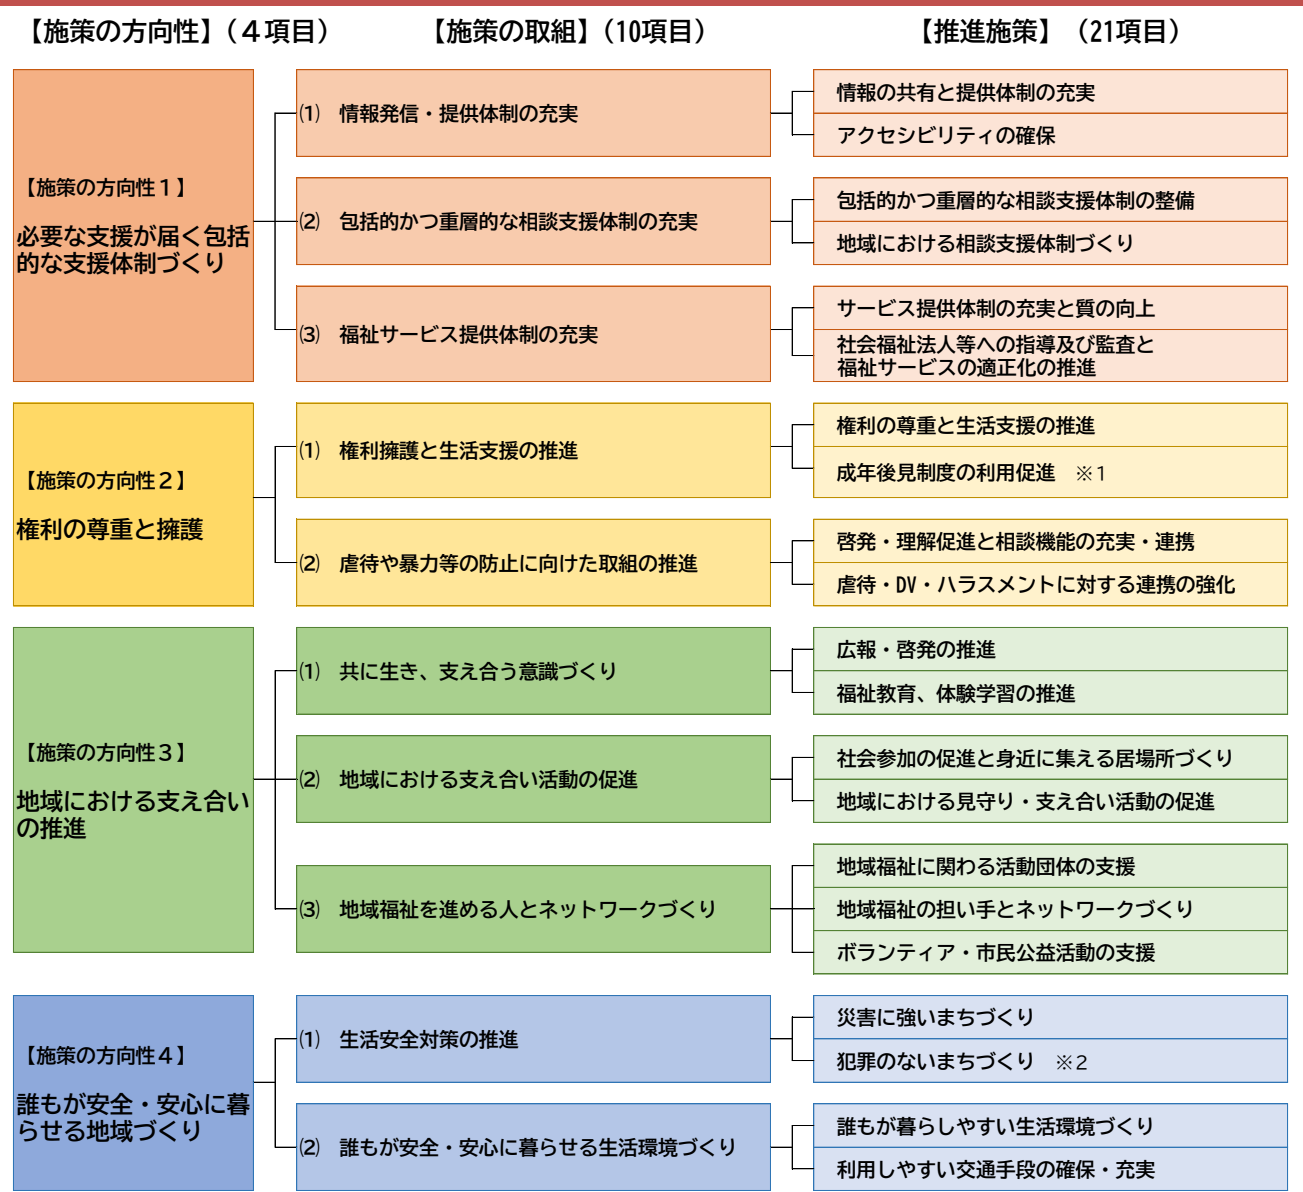 【施策の方向性】(４項目)
【施策の取組】(10項目)
【推進施策】(21項目)
【施策の方向性１】
必要な支援が届く包括
的な支援体制づくり
⑴ 情報発信・提供体制の充実
情報の共有と提供体制の充実
アクセシビリティの確保
⑵ 包括的かつ重層的な相談支援体制の充実
包括的かつ重層的な相談支援体制の整備
地域における相談支援体制づくり
⑶ 福祉サービス提供体制の充実
サービス提供体制の充実と質の向上
社会福祉法人等への指導及び監査と
福祉サービスの適正化の推進
【施策の方向性２】
権利の尊重と擁護
⑴ 権利擁護と生活支援の推進
権利の尊重と生活支援の推進
成年後見制度の利用促進 ※1
⑵ 虐待や暴力等の防止に向けた取組の推進
啓発・理解促進と相談機能の充実・連携
虐待・DV・ハラスメントに対する連携の強化
【施策の方向性３】
地域における支え合い
の推進
⑴ 共に生き、支え合う意識づくり
広報・啓発の推進
福祉教育、体験学習の推進
⑵ 地域における支え合い活動の促進
社会参加の促進と身近に集える居場所づくり
地域における見守り・支え合い活動の促進
⑶ 地域福祉を進める人とネットワークづくり
地域福祉に関わる活動団体の支援
地域福祉の担い手とネットワークづくり
ボランティア・市民公益活動の支援
【施策の方向性４】
誰もが安全・安心に暮
らせる地域づくり
⑴ 生活安全対策の推進
災害に強いまちづくり
犯罪のないまちづくり ※2
⑵ 誰もが安全・安心に暮らせる生活環境づくり
誰もが暮らしやすい生活環境づくり
利用しやすい交通手段の確保・充実